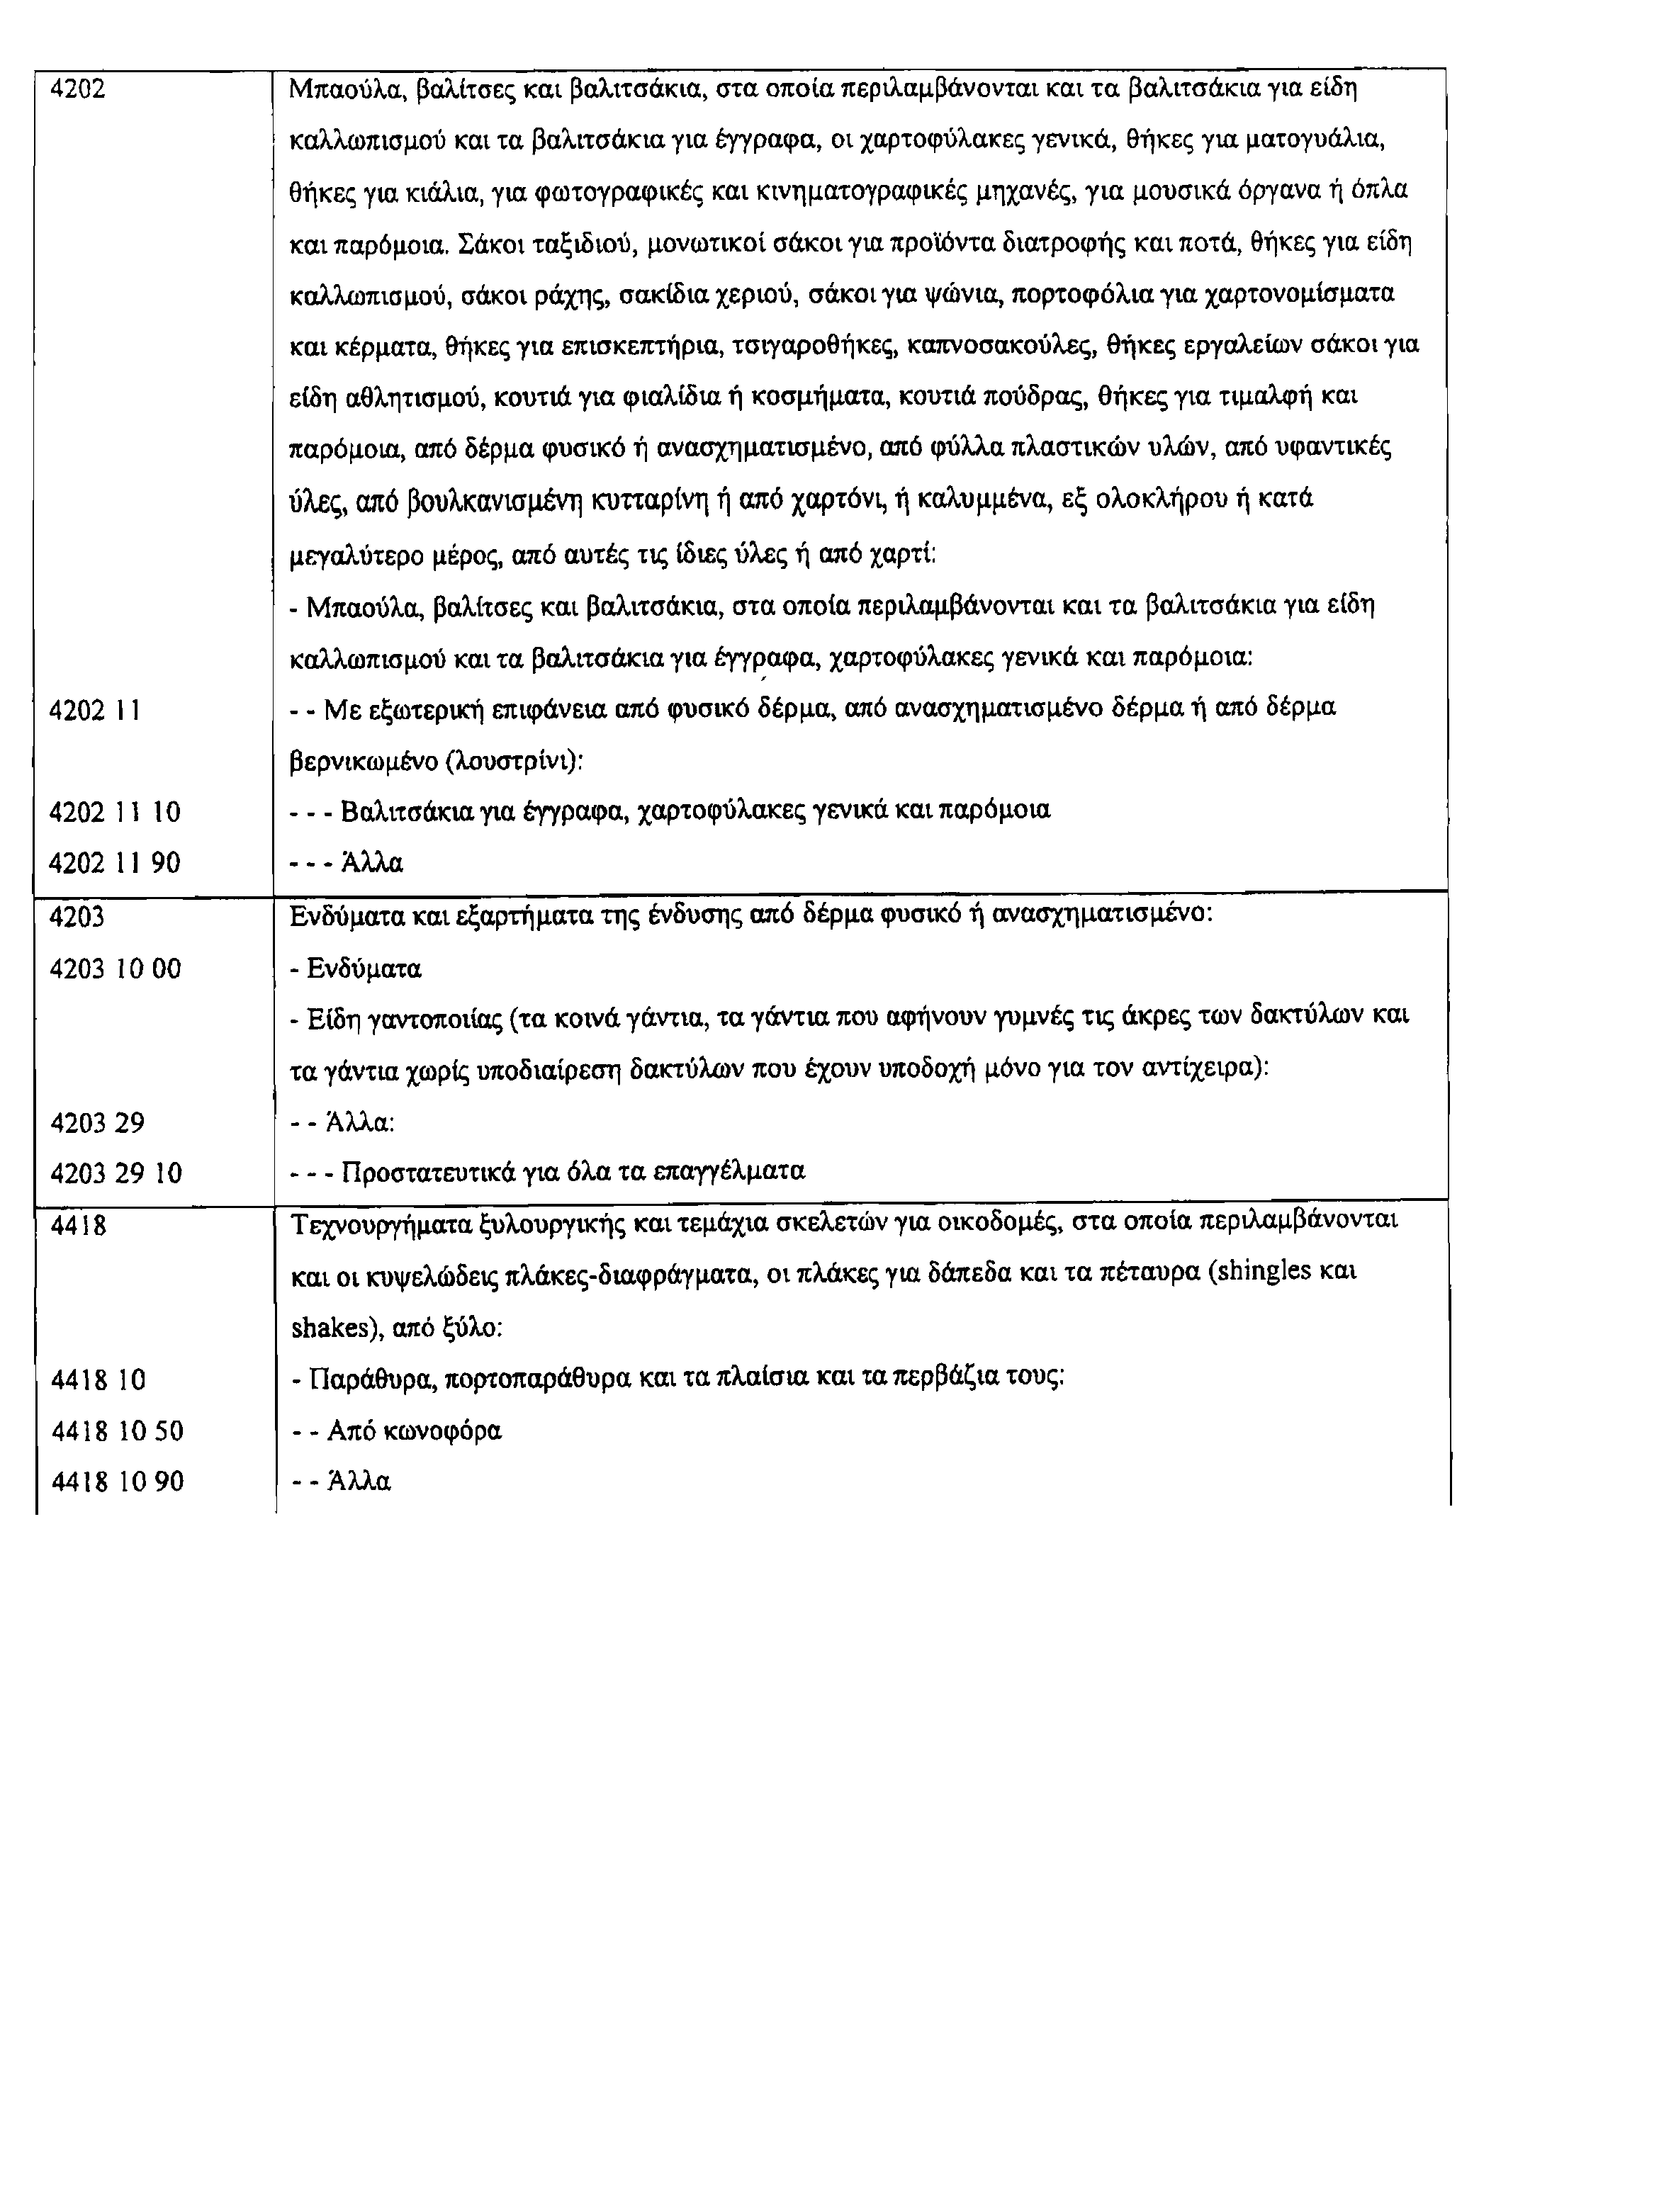 4202 Μπαούλα, βαλίτσες και βαλιτσάκια, στα οποία περιλαμβάνονται και τα βαλιτσάκια για είδη
καλλωπισμού και τα βαλιτσάκια για έγγραφα, οι χαρτοφύλακες γενικά, θήκες για ματογυάλια,
θήκες για κιάλια, για φωτογραφικές και κινηματογραφικές μηχανές, για μουσικά όργανα ή όπλα
και παρόμοια. Σάκοι ταξιδιού, μονωτικοί σάκοι για προϊόντα διατροφής και ποτά, θήκες για είδη
καλλωπισμού, σάκοι ράχης, σακίδια χεριού, σάκοι για ψώνια, πορτοφόλια για χαρτονομίσματα
και κέρματα, θήκες για επισκεπτήρια, τσιγαροθήκες, καπνοσακούλες, θήκες εργαλείων σάκοι για
είδη αθλητισμού, κουτιά για φιαλίδια ή κοσμήματα, κουτιά πούδρας, θήκες για τιμαλφή και
παρόμοια, από δέρμα φυσικό ή ανασχηματισμένο, από φύλλα πλαστικών υλών, από υφαντικές
ύλες, από βουλκανισμένη κυτταρίνη ή από χαρτόνι, ή καλυμμένα, εξ ολοκλήρου ή κατά
μεγαλύτερο μέρος, από αυτές τις ίδιες ύλες ή από χαρτί:
- Μπαούλα, βαλίτσες και βαλιτσάκια, στα οποία περιλαμβάνονται και τα βαλιτσάκια για είδη
καλλωπισμού και τα βαλιτσάκια για έγγραφα, χαρτοφύλακες γενικά και παρόμοια:
4202 11 - - Με εξωτερική επιφάνεια από φυσικό δέρμα, από ανασχηματισμένο δέρμα ή από δέρμα
βερνικωμένο (λουστρίνι):
4202 11 10 - - - Βαλιτσάκια για έγγραφα, χαρτοφύλακες γενικά και παρόμοια
4202 11 90 - - - Άλλα
4203 Ενδύματα και εξαρτήματα της ένδυσης από δέρμα φυσικό ή ανασχηματισμένο:
4203 10 00 - Ενδύματα
- Είδη γαντοποιίας (τα κοινά γάντια, τα γάντια που αφήνουν γυμνές τις άκρες των δακτύλων και
τα γάντια χωρίς υποδιαίρεση δακτύλων που έχουν υποδοχή μόνο για τον αντίχειρα):
4203 29 - - Άλλα:
4203 29 10 - - - Προστατευτικά για όλα τα επαγγέλματα
4418 Τεχνουργήματα ξυλουργικής και τεμάχια σκελετών για οικοδομές, στα οποία περιλαμβάνονται
και οι κυψελώδεις πλάκες-διαφράγματα, οι πλάκες για δάπεδα και τα πέταυρα (shingles και
shakes), από ξύλο:
4418 10 - Παράθυρα, πορτοπαράθυρα και τα πλαίσια και τα περβάζια τους:
4418 10 50 - - Από κωνοφόρα
4418 10 90 - - Άλλα